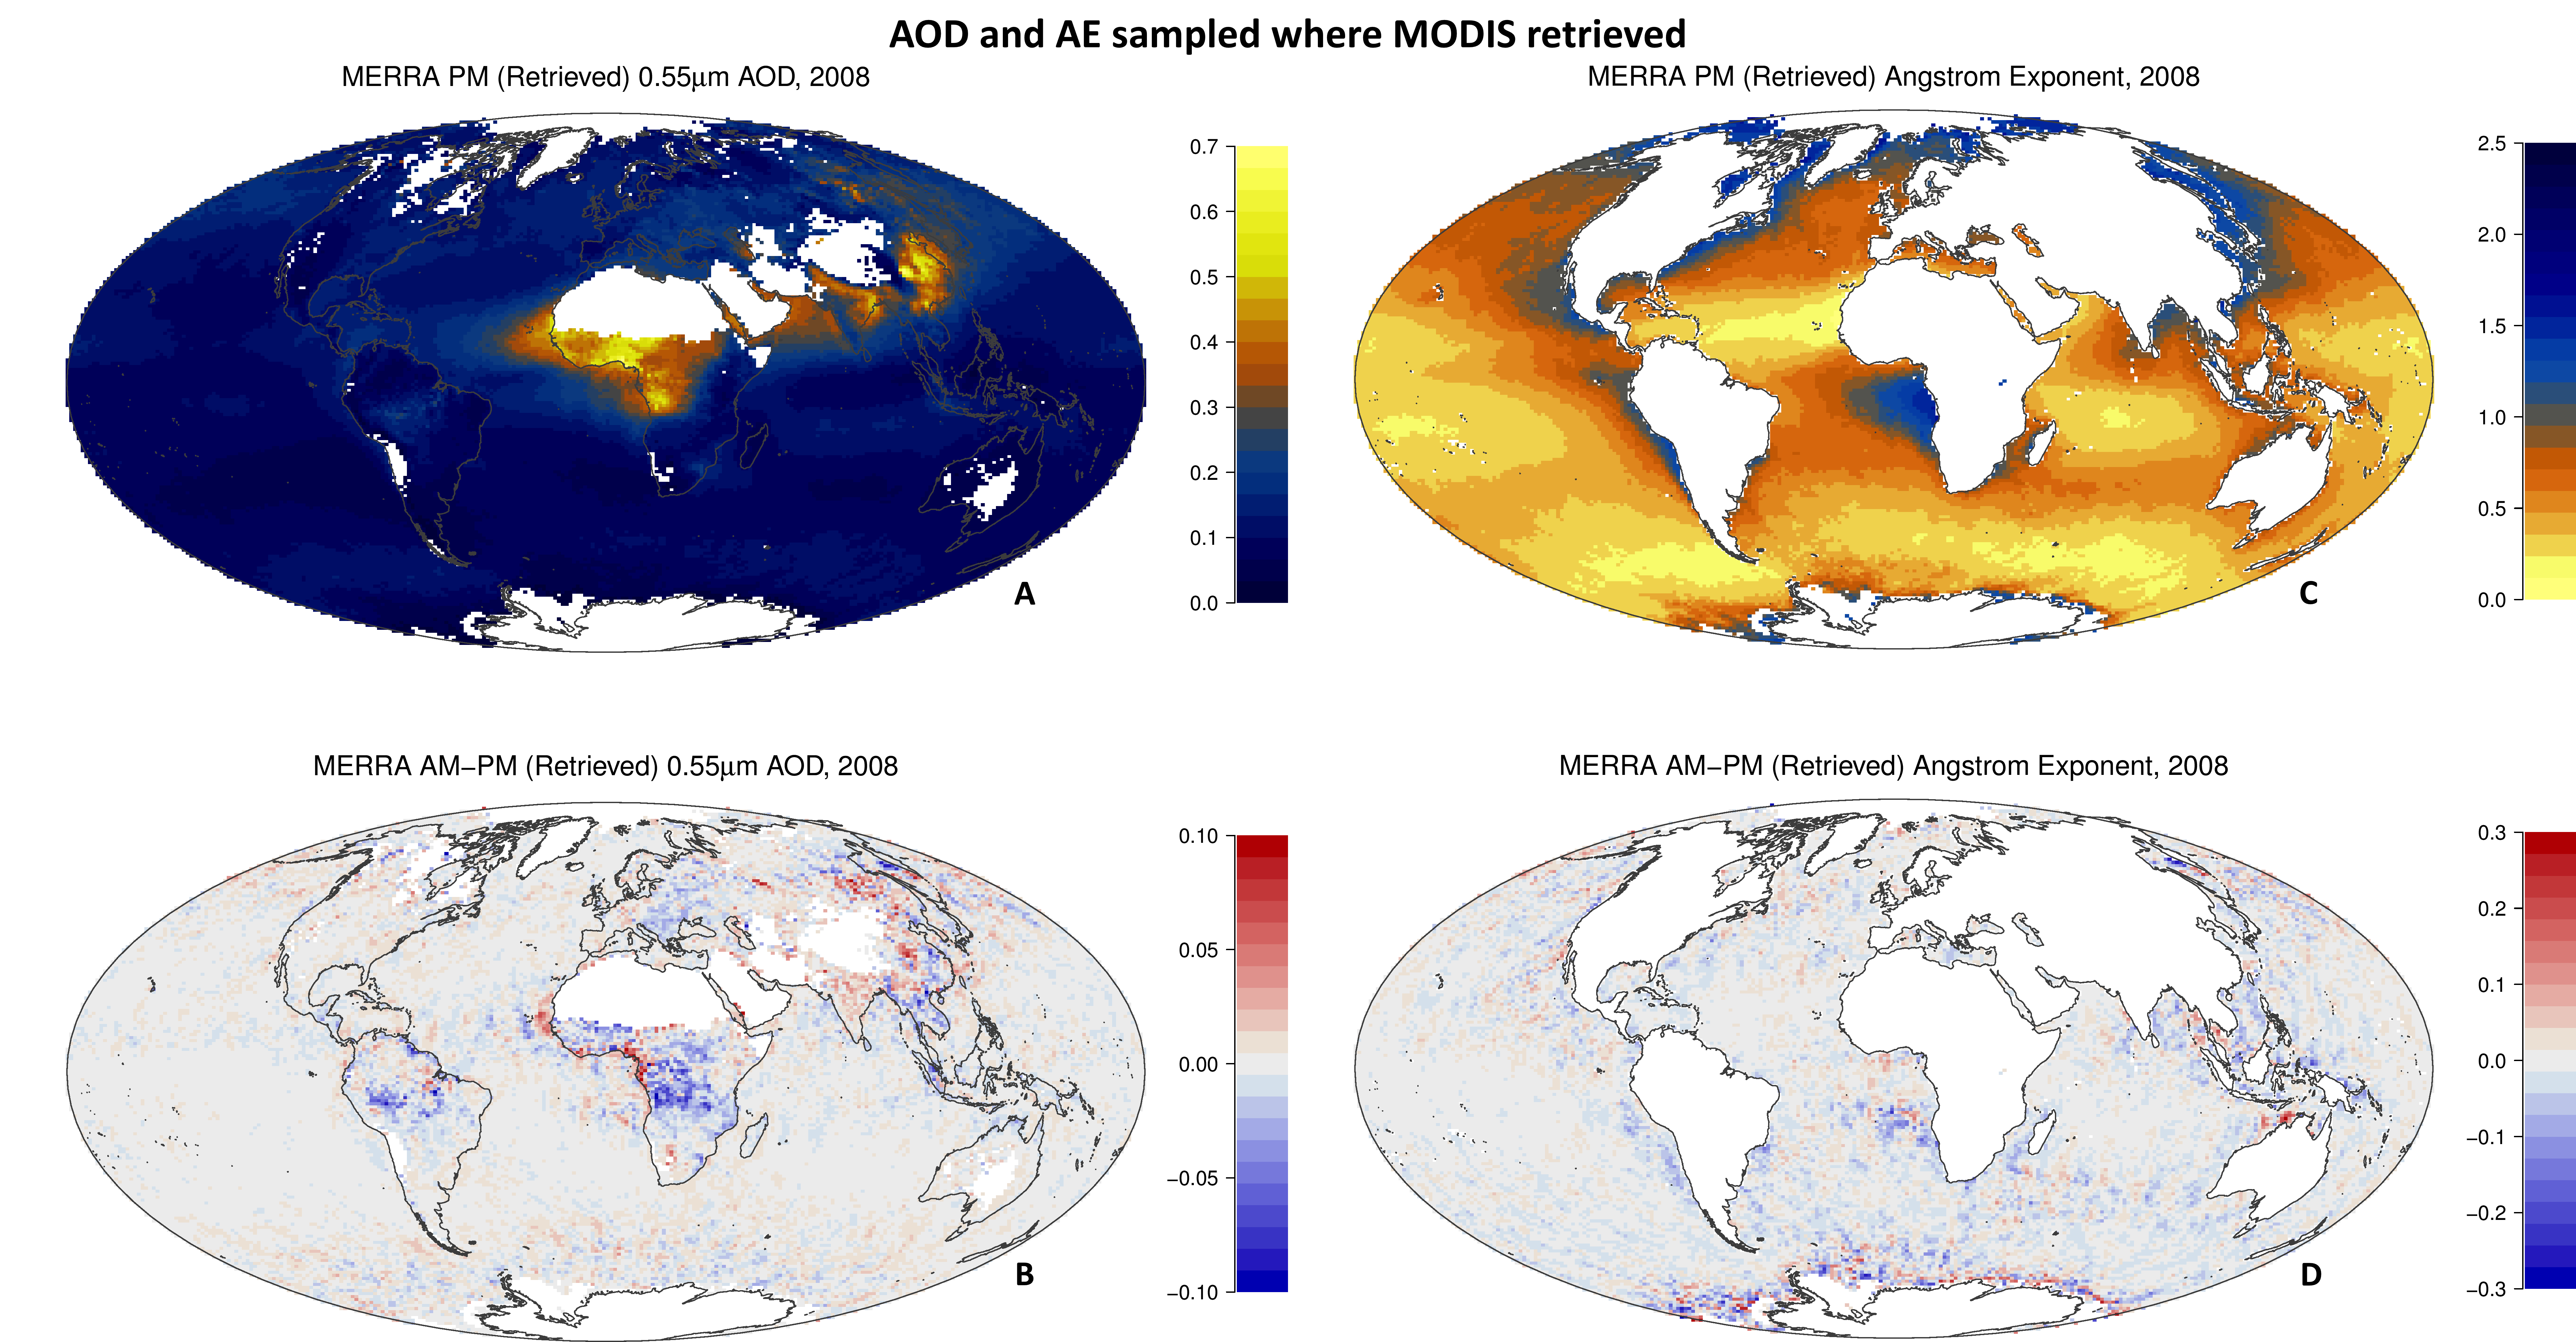 AOD and AE sampled where MODIS retrieved
MERRA PM (Retrieved) 0.55μm AOD, 2008
0.7
0.6
0.5
0.4
0.3
0.2
0.1
0.0
A
MERRA PM (Retrieved) Angstrom Exponent, 2008
2.5
2.0
1.5
1.0
0.5
0.0
C
MERRA AM−PM (Retrieved) 0.55μm AOD, 2008
0.10
0.05
0.00
−0.05
−0.10
B
MERRA AM−PM (Retrieved) Angstrom Exponent, 2008
0.3
0.2
0.1
0.0
−0.1
−0.2
−0.3
D